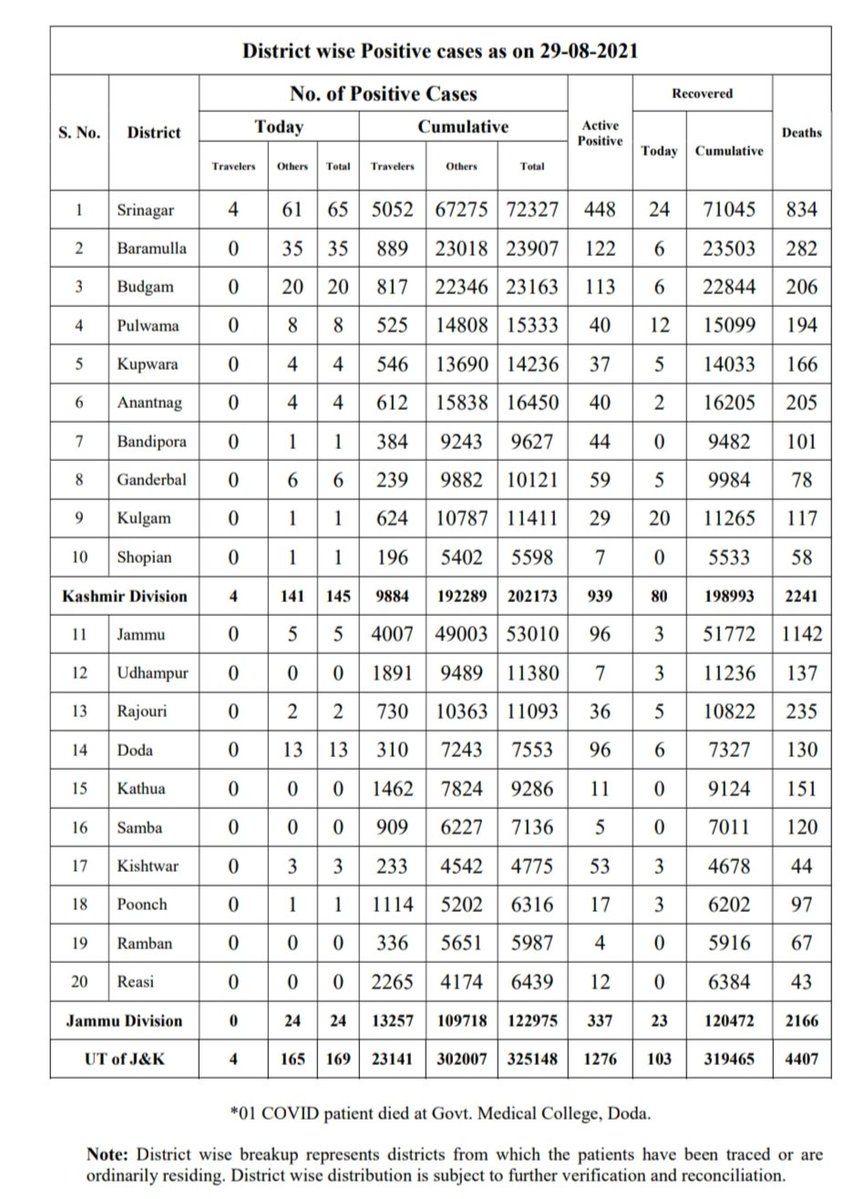 District wise Positive cases as on 29-08-2021
S. No. District No. of Positive Cases Active Positive Recovered Deaths
Today Cumulative Today Cumulative
Travelers Others Total Travelers Others Total
1 Srinagar 4 61 65 5052 67275 72327 448 24 71045 834
2 Baramulla 0 35 35 889 23018 23907 122 6 23503 282
3 Budgam 0 20 20 817 22346 23163 113 6 22844 206
4 Pulwama 0 8 8 525 14808 15333 40 12 15099 194
5 Kupwara 0 4 4 546 13690 14236 37 5 14033 166
6 Anantnag 0 4 4 612 15838 16450 40 2 16205 205
7 Bandipora 0 1 1 384 9243 9627 44 0 9482 101
8 Ganderbal 0 6 6 239 9882 10121 59 5 9984 78
9 Kulgam 0 1 1 624 10787 11411 29 20 11265 117
10 Shopian 0 1 1 196 5402 5598 7 0 5533 58
Kashmir Division 4 141 145 9884 192289 202173 939 80 198993 2241
11 Jammu 0 5 5 4007 49003 53010 96 3 51772 1142
12 Udhampur 0 0 0 1891 9489 11380 7 3 11236 137
13 Rajouri 0 2 2 730 10363 11093 36 5 10822 235
14 Doda 0 13 13 310 7243 7553 96 6 7327 130
15 Kathua 0 0 0 1462 7824 9286 11 0 9124 151
16 Samba 0 0 0 909 6227 7136 5 0 7011 120
17 Kishtwar 0 3 3 233 4542 4775 53 3 4678 44
18 Poonch 0 1 1 1114 5202 6316 17 3 6202 97
19 Ramban 0 0 0 336 5651 5987 4 0 5916 67
20 Reasi 0 0 0 2265 4174 6439 12 0 6384 43
Jammu Division 0 24 24 13257 109718 122975 337 23 120472 2166
UT of J&K 4 165 169 23141 302007 325148 1276 103 319465 4407
*01 COVID patient died at Govt. Medical College, Doda.
Note: District wise breakup represents districts from which the patients have been traced or are
ordinarily residing. District wise distribution is subject to further verification and reconciliation.